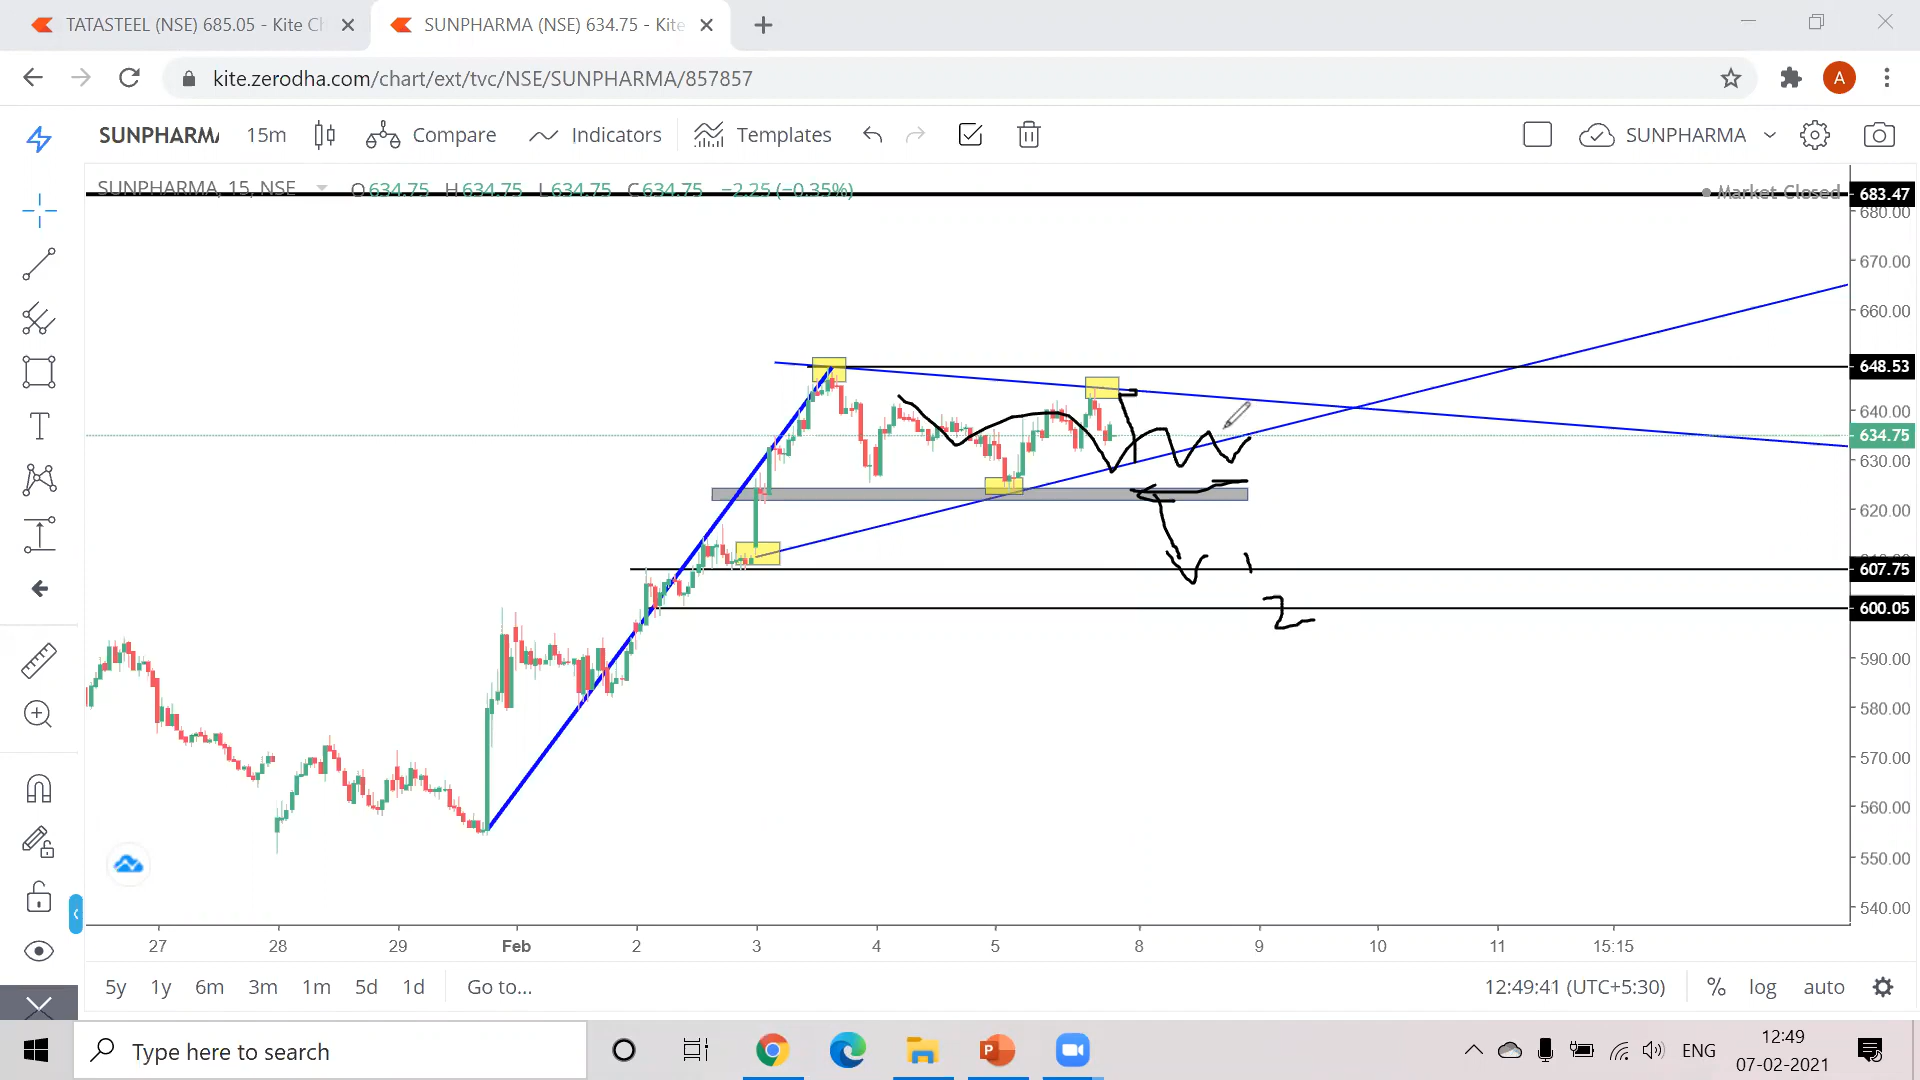 TATASTEEL (NSE) 685.05 - Kite Ch
SUNPHARMA (NSE) 634.75 - Kite
kite.zerodha.com/chart/ext/tvc/NSE/SUNPHARMA/857857
A
SUNPHARMA 15m Compare Indicators Templates SUNPHARMA
SUNPHARMA, 15, NSE O634.75 H634.75 L634.75 C634.75 −2.25 (−0.35%)
Market Closed
683.47
680.00
670.00
660.00
648.53
640.00
634.75
630.00
620.00
607.75
600.05
590.00
580.00
570.00
560.00
550.00
540.00
2
27 28 29 Feb 2 3 4 5 8 9 10 11 15:15
5y 1y 6m 3m 1m 5d 1d Go to... 12:49:41 (UTC+5:30) % log auto
Type here to search
ENG
12:49
07-02-2021